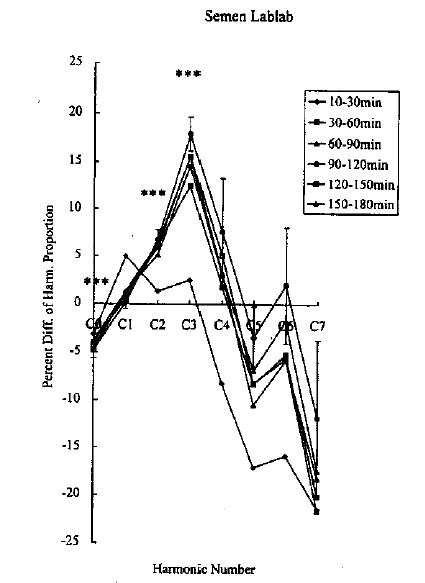 Semen Lablab
Percent Diff. of Harm. Proportion
25
20
15
10
5
0
-5
-10
-15
-20
-25
***
***
***
C0 C1 C2 C3 C4 C5 C6 C7
10-30min
30-60min
60-90min
90-120min
120-150min
150-180min
Harmonic Number